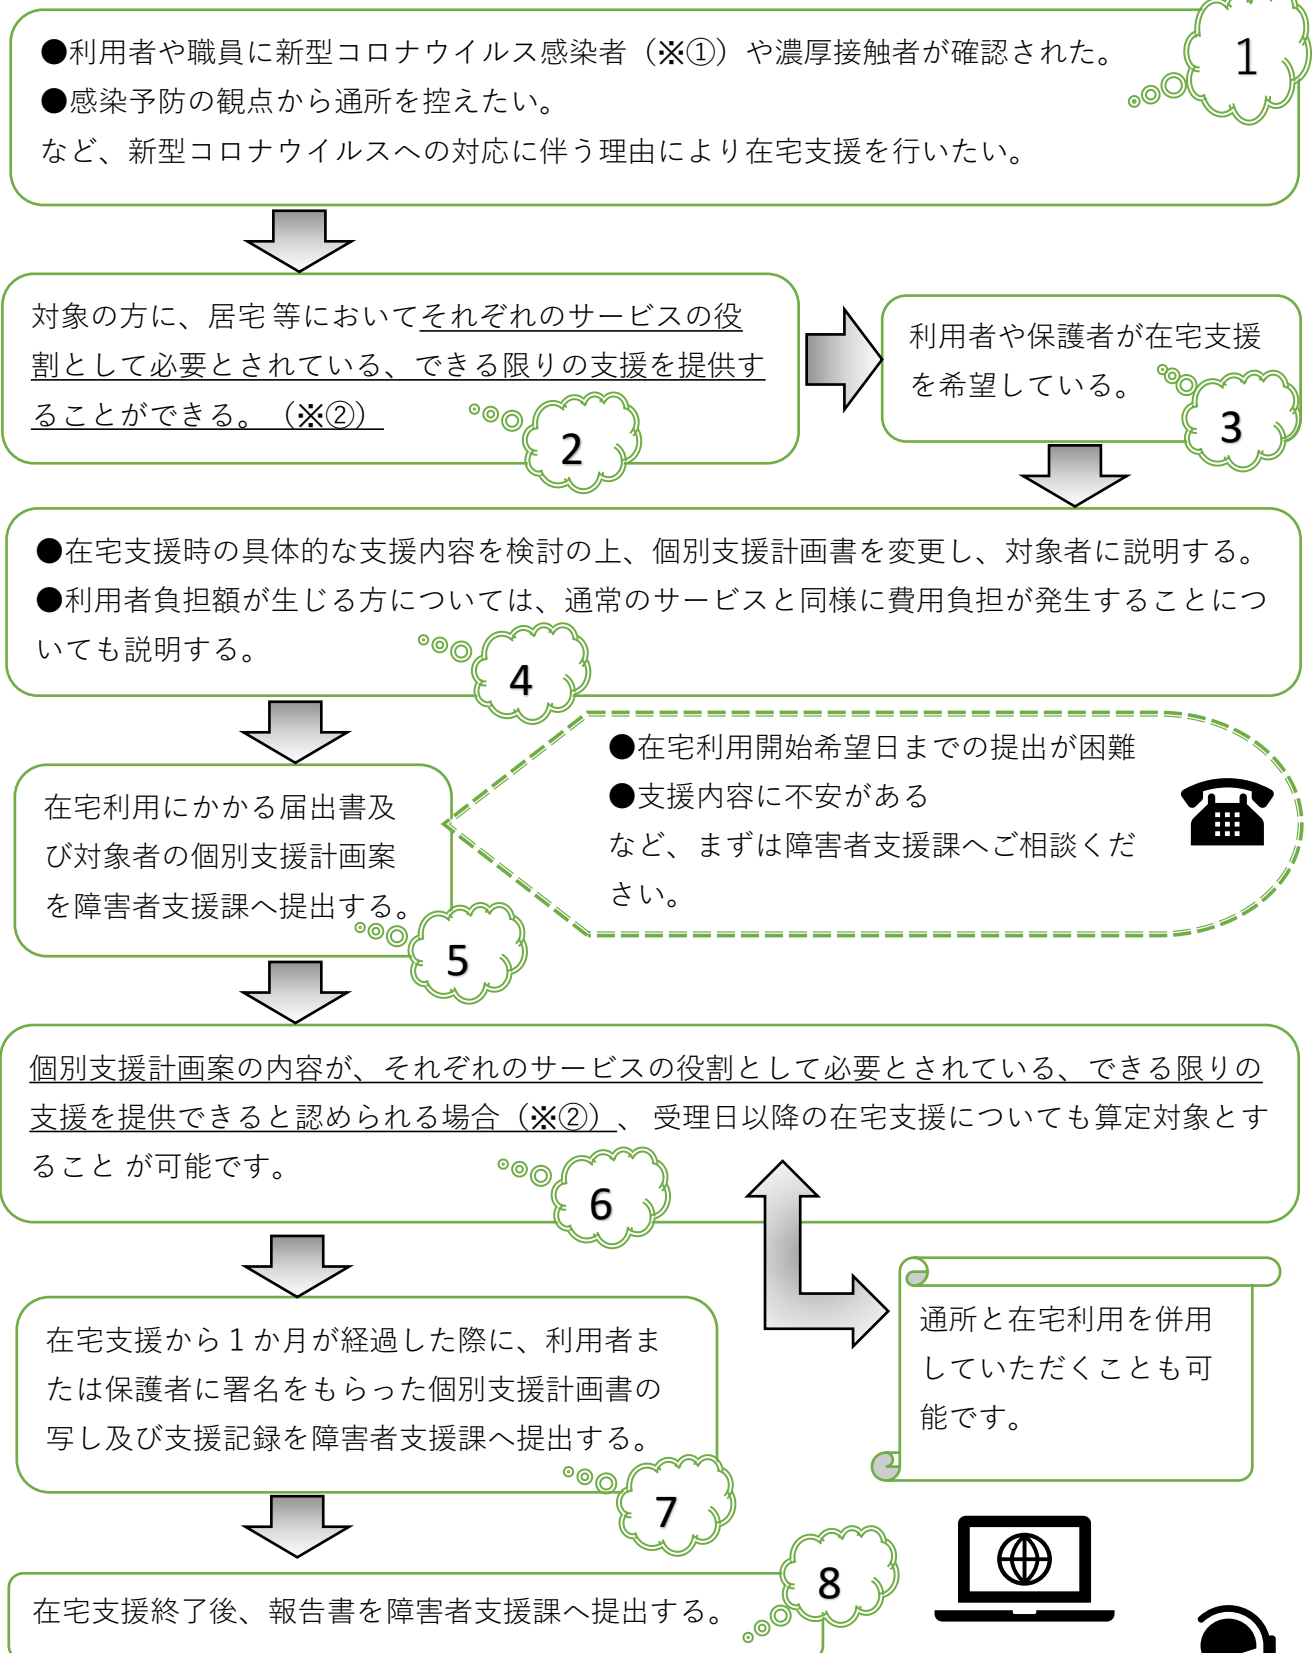 ●利用者や職員に新型コロナウイルス感染者（※①）や濃厚接触者が確認された。
●感染予防の観点から通所を控えたい。
など、新型コロナウイルスへの対応に伴う理由により在宅支援を行いたい。
1
対象の方に、居宅 等においてそれぞれのサービスの役
割として必要とされている、できる限りの支援を提供す
ることができる。（※②）
2
利用者や保護者が在宅支援
を希望している。
3
●在宅支援時の具体的な支援内容を検討の上、個別支援計画書を変更し、対象者に説明する。
●利用者負担額が生じる方については、通常のサービスと同様に費用負担が発生することにつ
いても説明する。
4
在宅利用にかかる届出書及
び対象者の個別支援計画案
を障害者支援課へ提出する。
5
●在宅利用開始希望日までの提出が困難
●支援内容に不安がある
など、まずは障害者支援課へご相談くだ
さい。
個別支援計画案の内容が、それぞれのサービスの役割として必要とされている、できる限りの
支援を提供できると認められる場合（※②）、 受理日以降の在宅支援についても算定対象とす
ること が可能です。
6
通所と在宅利用を併用
していただくことも可
能です。
在宅支援から１か月が経過した際に、利用者ま
たは保護者に署名をもらった個別支援計画書の
写し及び支援記録を障害者支援課へ提出する。
7
在宅支援終了後、報告書を障害者支援課へ提出する。
8